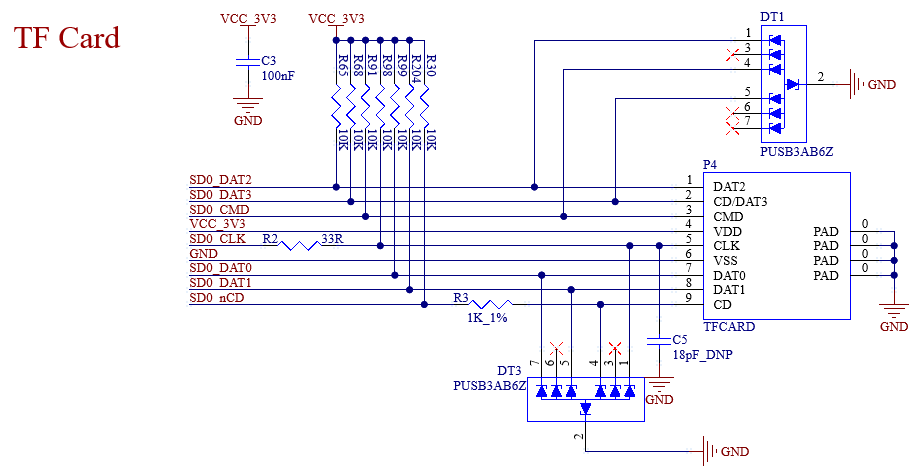 TF Card
VCC_3V3
C3
100nF
GND
VCC_3V3
R65
R68
R91
R98
R99
R204
R30
10K
10K
10K
10K
10K
10K
10K
DT1
1
3
4
5
6
7
2
GND
PUSB3AB6Z
SD0_DAT2
SD0_DAT3
SD0_CMD
VCC_3V3
SD0_CLK
R2
33R
GND
SD0_DAT0
SD0_DAT1
SD0_nCD
R3
1K_1%
P4
1 DAT2
2 CD/DAT3
3 CMD
4 VDD PAD 0
5 CLK PAD 0
6 VSS PAD 0
7 DAT0 PAD 0
8 DAT1
9 CD
TFCARD
GND
C5
18pF_DNP
GND
DT3
PUSB3AB6Z
7
6
5
4
3
1
2
GND